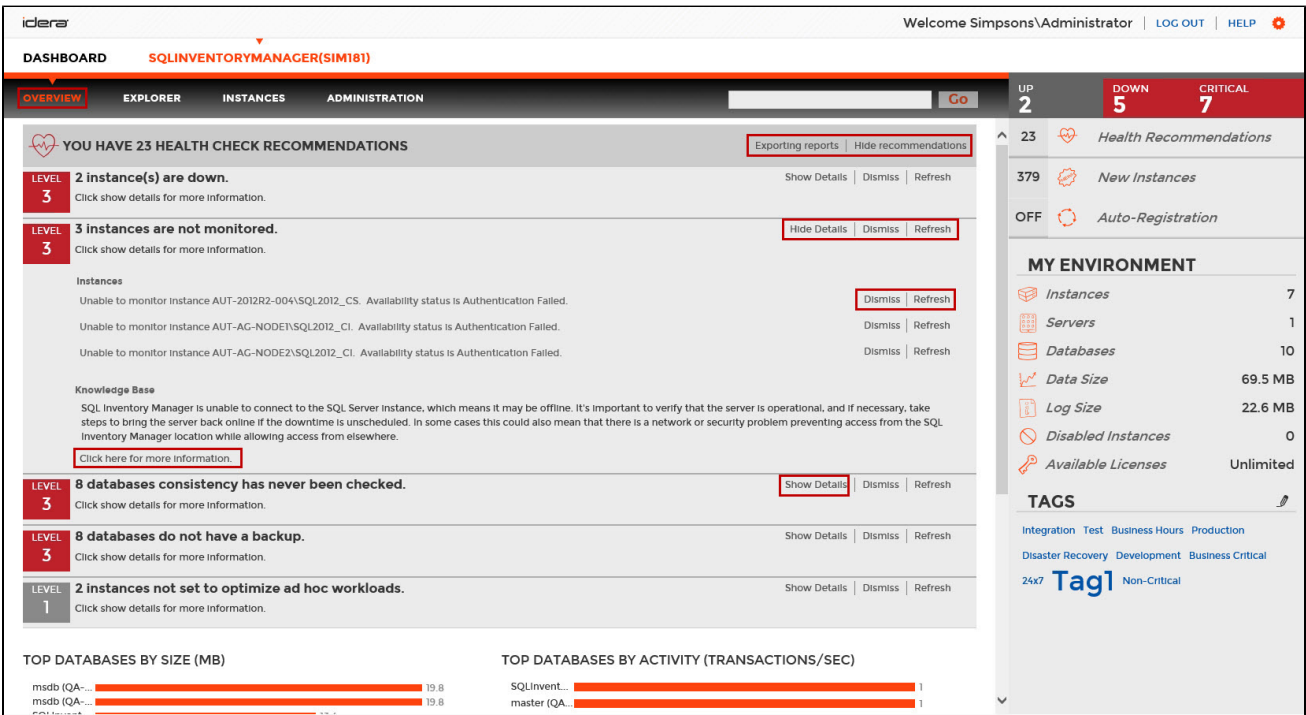 idera
Welcome Simpsons\Administrator | LOG OUT | HELP
DASHBOARD SQLINVENTORYMANAGER(SIM181)
OVERVIEW EXPLORER INSTANCES ADMINISTRATION Go
UP 2 DOWN 5 CRITICAL 7
YOU HAVE 23 HEALTH CHECK RECOMMENDATIONS Exporting reports | Hide recommendations
LEVEL 3 2 instance(s) are down. Show Details | Dismiss | Refresh
Click show details for more information.
LEVEL 3 3 instances are not monitored. Hide Details | Dismiss | Refresh
Click show details for more information.
Instances
Unable to monitor instance AUT-2012R2-004\SQL2012_CS. Availability status is Authentication Failed. Dismiss | Refresh
Unable to monitor instance AUT-AG-NODE1\SQL2012_CI. Availability status is Authentication Failed. Dismiss | Refresh
Unable to monitor instance AUT-AG-NODE2\SQL2012_CI. Availability status is Authentication Failed. Dismiss | Refresh
Knowledge Base
SQL Inventory Manager is unable to connect to the SQL Server instance, which means it may be offline. It's important to verify that the server is operational, and if necessary, take
steps to bring the server back online if the downtime is unscheduled. In some cases this could also mean that there is a network or security problem preventing access from the SQL
Inventory Manager location while allowing access from elsewhere.
Click here for more information.
LEVEL 3 8 databases consistency has never been checked. Show Details | Dismiss | Refresh
Click show details for more information.
LEVEL 3 8 databases do not have a backup. Show Details | Dismiss | Refresh
Click show details for more information.
LEVEL 1 2 instances not set to optimize ad hoc workloads. Show Details | Dismiss | Refresh
Click show details for more information.
TOP DATABASES BY SIZE (MB)
msdb (QA-... 19.8
msdb (QA-... 19.8
TOP DATABASES BY ACTIVITY (TRANSACTIONS/SEC)
SQLInvent... 1
master (QA... 1
23 Health Recommendations
379 New Instances
OFF Auto-Registration
MY ENVIRONMENT
Instances 7
Servers 1
Databases 10
Data Size 69.5 MB
Log Size 22.6 MB
Disabled Instances 0
Available Licenses Unlimited
TAGS
Integration Test Business Hours Production
Disaster Recovery Development Business Critical
24x7 Tag1 Non-Critical